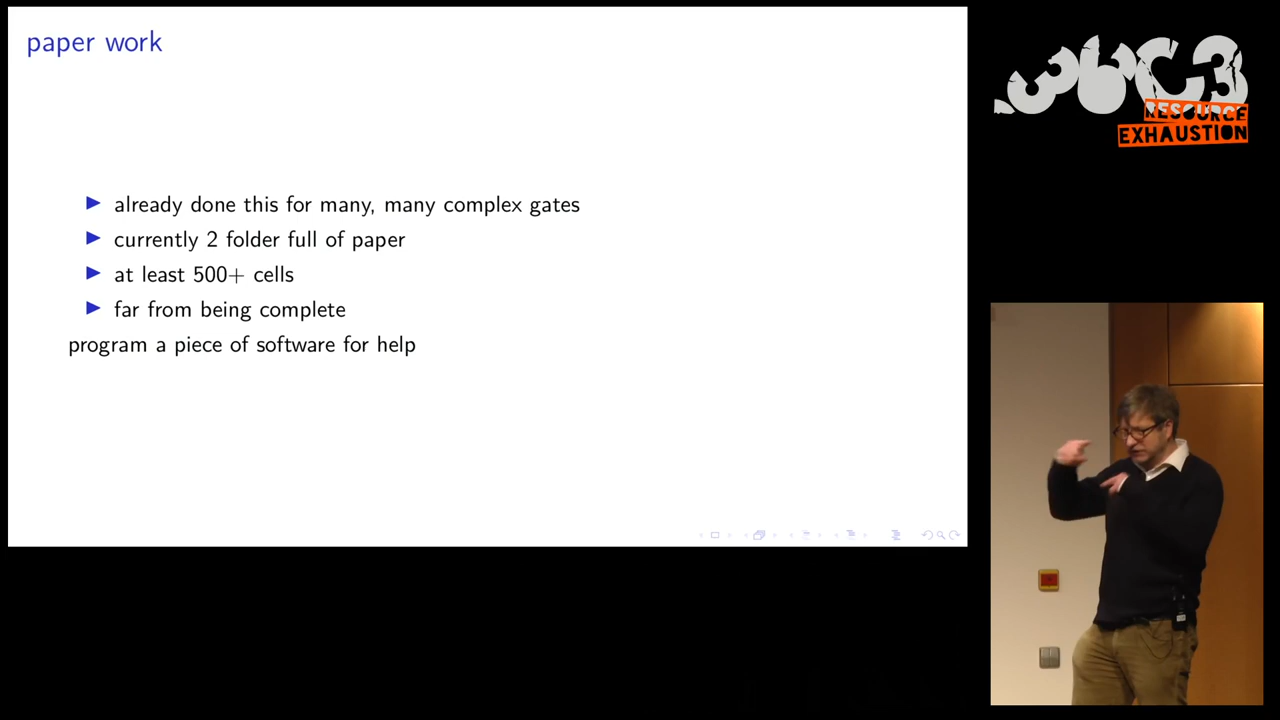 paper work
36C3
RESOURCE
EXHAUSTION
already done this for many, many complex gates
currently 2 folder full of paper
at least 500+ cells
far from being complete
program a piece of software for help